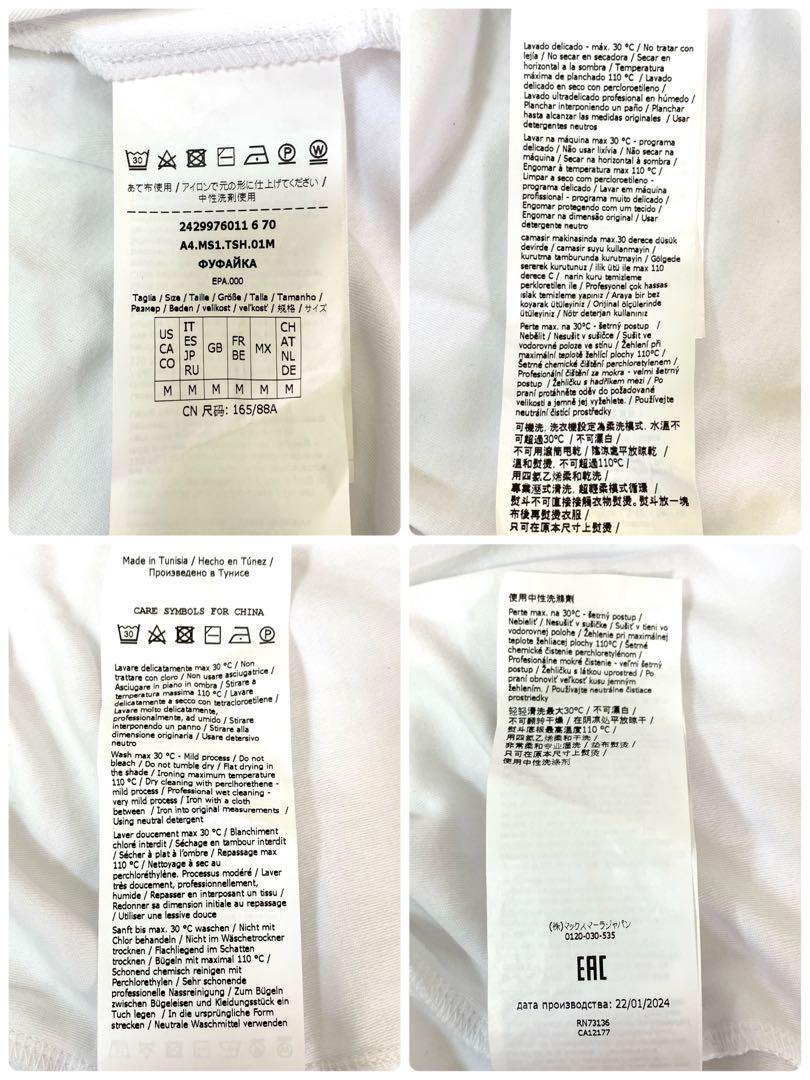 30
あて布使用 / アイロンで元の形に仕上げてください /
中性洗剤使用
2429976011 6 70
A4.MS1.TSH.01M
ФУФАЙКА
EPA.000
Taglia / Size / Taille / Größe / Talla / Tamanho /
Размер / Beden / velikost / veľkosť / 规格 / サイズ
US CA CO
IT ES JP RU
GB
FR BE
MX
CH AT NL DE
M M M M M M
CN 尺码: 165/88A
Lavado delicado - máx. 30 °C / No tratar con
lejía / No secar en secadora / Secar en
horizontal a la sombra / Temperatura
máxima de planchado 110 °C / Lavado
delicado en seco con percloroetileno /
Lavado ultradelicado profesional en húmedo /
Planchar interponiendo un paño / Planchar
hasta alcanzar las medidas originales / Usar
detergentes neutros
Lavar na máquina max 30 °C - programa
delicado / Não usar lixívia / Não secar na
máquina / Secar na horizontal à sombra /
Engomar à temperatura max 110 °C /
Limpar a seco com percloroetileno -
programa delicado / Lavar em máquina
profissional - programa muito delicado /
Engomar protegendo com um tecido /
Engomar na dimensão original / Usar
detergente neutro
camasir makinasinda max.30 derece düsük
devirde / camasir suyu kullanmayin /
kurutma tamburunda kurutmayin / Gölgede
sererek kurutunuz / ilik ütü ile max 110
derece C / narin kuru temizleme
perkloretilen ile / Profesyonel çok hassas
islak temizleme yapınız / Araya bir bez
koyarak ütüleyiniz / Orijinal ölçülerinde
ütüleyiniz / Nötr deterjan kullanınız
Perte max. na 30°C - šetrný postup /
Nebělit / Nesušit v sušičce / Sušit ve
vodorovné poloze ve stínu / Žehlení při
maximální teplotě žehlící plochy 110°C /
Šetrné chemické čištění perchloretylenem /
Profesionální čištění za mokra - velmi šetrný
postup / Žehličku s hadříkem mezi / Po
praní protáhněte oděv do požadované
velikosti a jemně jej vyžehlete. / Používejte
neutrální čistící prostředky
可機洗, 洗衣機設定為柔洗模式, 水溫不
可超過30°C / 不可漂白 /
不可用滾筒甩乾 / 陰涼處平放晾乾 /
溫和熨燙, 不可超過110°C /
用四氯乙烯柔和乾洗 /
專業溼式清洗, 超輕柔模式循環 /
熨斗不可直接接觸衣物熨燙。熨斗放一塊
布後再熨燙衣服 /
只可在原本尺寸上熨燙 /
Made in Tunisia / Hecho en Túnez /
Произведено в Тунисе
CARE SYMBOLS FOR CHINA
30
Lavare delicatamente max 30 °C / Non
trattare con cloro / Non usare asciugatrice /
Asciugare in piano in ombra / Stirare a
temperatura massima 110 °C / Lavare
delicatamente a secco con tetracloroetilene /
Lavare molto delicatamente,
professionalmente, ad umido / Stirare
interponendo un panno / Stirare alla
dimensione originaria / Usare detersivo
neutro
Wash max 30 °C - Mild process / Do not
bleach / Do not tumble dry / Flat drying in
the shade / Ironing maximum temperature
110 °C / Dry cleaning with perclhorethene -
mild process / Professional wet cleaning -
very mild process / Iron with a cloth
between / Iron into original measurements /
Using neutral detergent
Laver doucement max 30 °C / Blanchiment
chloré interdit / Séchage en tambour interdit
/ Sécher à plat à l'ombre / Repassage max
110 °C / Nettoyage à sec au
perchloréthylène. Processus modéré / Laver
très doucement, professionnellement,
humide / Repasser en interposant un tissu /
Redonner sa dimension initiale au repassage
/ Utiliser une lessive douce
Sanft bis max. 30 °C waschen / Nicht mit
Chlor behandeln / Nicht im Wäschetrockner
trocknen / Flachliegend im Schatten
trocknen / Bügeln mit maximal 110 °C /
Schonend chemisch reinigen mit
Perchlorethylen / Sehr schonende
professionelle Nassreinigung / Zum Bügeln
zwischen Bügeleisen und Kleidungsstück ein
Tuch legen / In die ursprüngliche Form
strecken / Neutrale Waschmittel verwenden
使用中性洗滌劑
Perte max. na 30°C - šetrný postup /
Nebieliť / Nesušiť v sušičke / Sušiť v tieni vo
vodorovnej polohe / Žehlenie pri maximálnej
teplote žehliacej plochy 110°C / Šetrné
chemické čistenie perchloretylénom /
Profesionálne mokré čistenie - veľmi šetrný
postup / Žehličku s látkou uprostred / Po
praní obnoviť veľkosť kusu jemným
žehlením. / Používajte neutrálne čistiace
prostriedky
轻轻清洗最大30°C / 不可漂白 /
不可翻转干燥 / 在阴凉处平放晾干 /
熨斗底板最高温度110 °C /
用四氯乙烯柔和干洗 /
非常柔和专业湿洗 / 垫布熨烫 /
只可在原本尺寸上熨烫 /
使用中性洗涤剂
(株)マックスマーラジャパン
0120-030-535
EAC
дата производства: 22/01/2024
RN73136
CA12177